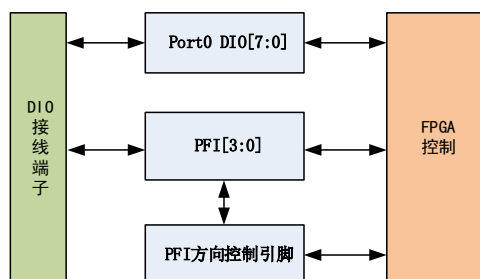 Port0 DIO[7:0]
DIO
接
线
端
子
PFI[3:0]
FPGA
控制
PFI方向控制引脚